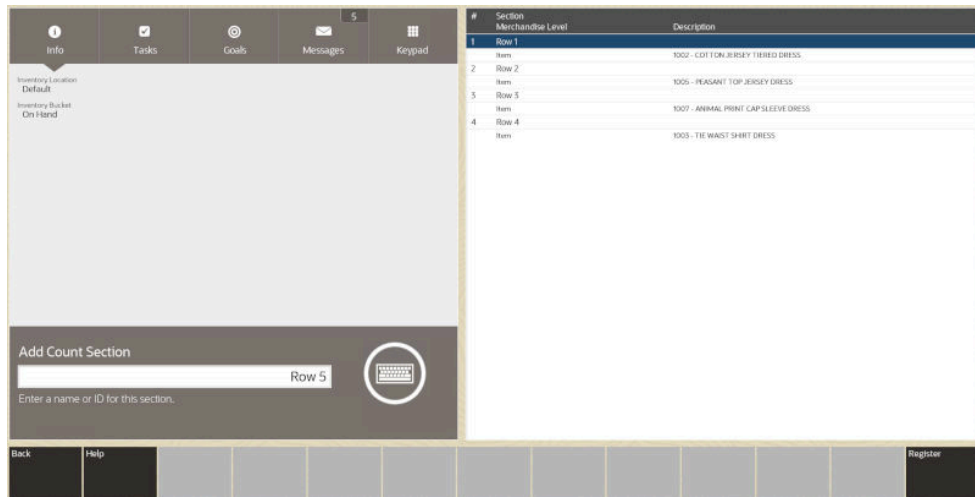 5
Info Tasks Goals Messages Keypad
Inventory Location
Default
Inventory Bucket
On Hand
Add Count Section
Row 5
Enter a name or ID for this section.
# Section
Merchandise Level Description
1 Row 1
Item 1002 - COTTON JERSEY TIERED DRESS
2 Row 2
Item 1005 - PEASANT TOP JERSEY DRESS
3 Row 3
Item 1007 - ANIMAL PRINT CAP SLEEVE DRESS
4 Row 4
Item 1003 - TIE WAIST SHIRT DRESS
Back Help Register